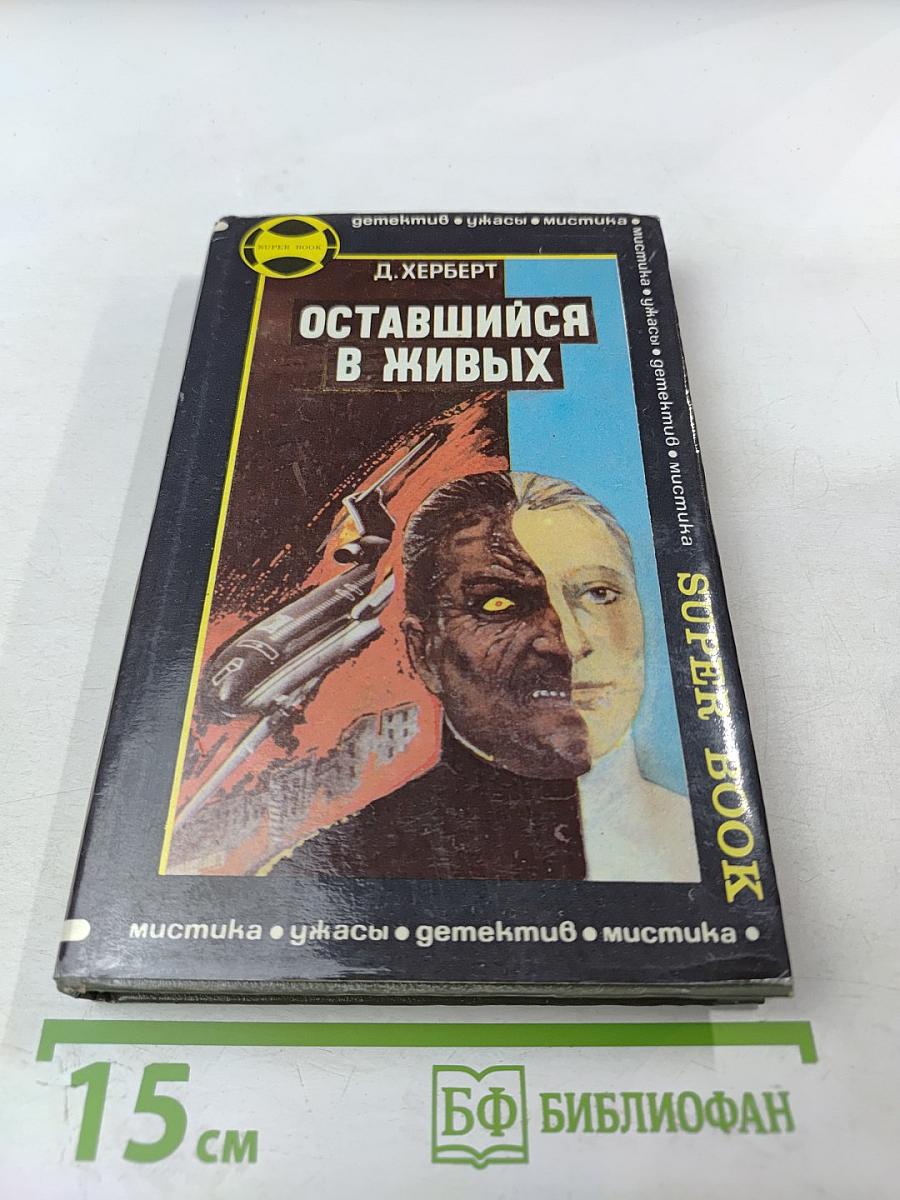 SUPER BOOK
детектив • ужасы • мистика •
мистика • ужасы • детектив • мистика
Д. ХЕРБЕРТ
ОСТАВШИЙСЯ
В ЖИВЫХ
SUPER BOOK
мистика • ужасы • детектив • мистика •
15 см
БФ БИБЛИОФАН